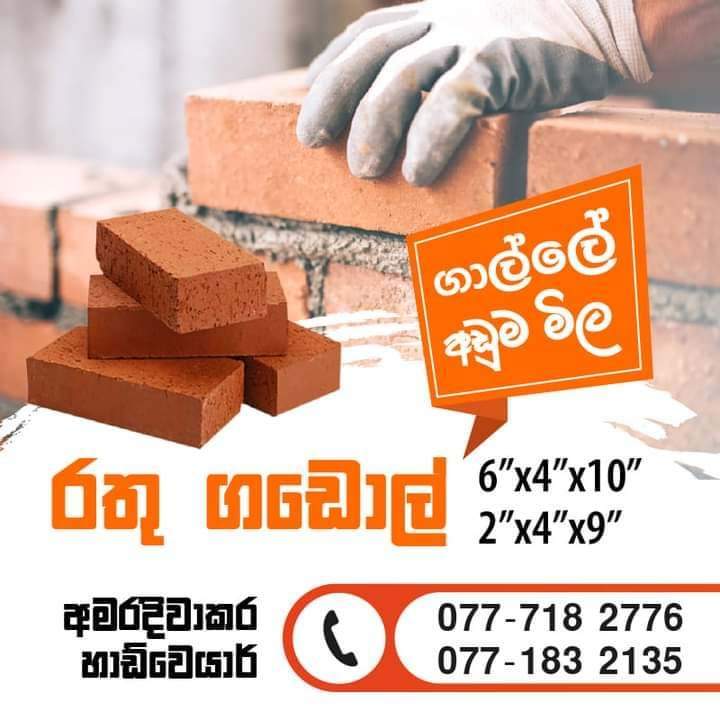 ගාල්ලේ
අඩුම මිල
රතු ගඩොල්
6”x4”x10”
2”x4”x9”
අමරදිවාකර
හාඩ්වෙයාර්
077-718 2776
077-183 2135